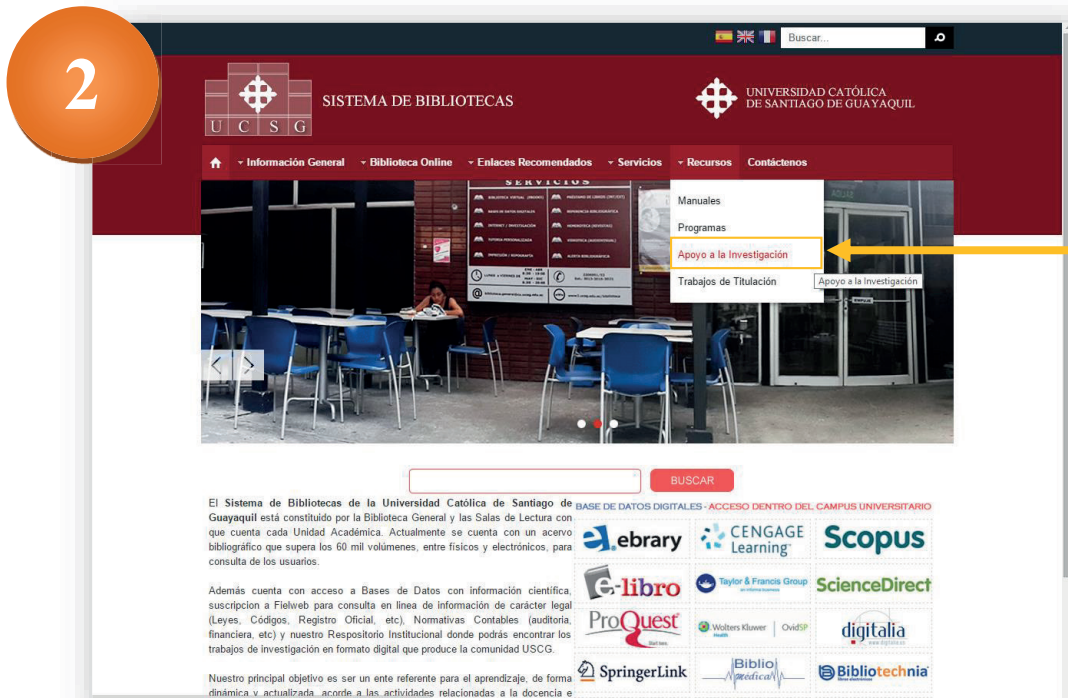 2
Buscar...
UCSG
SISTEMA DE BIBLIOTECAS
UNIVERSIDAD CATÓLICA
DE SANTIAGO DE GUAYAQUIL
Información General Biblioteca Online Enlaces Recomendados Servicios Recursos Contáctenos
SERVICIOS
Manuales
Programas
Apoyo a la Investigación
Trabajos de Titulación
Apoyo a la Investigación
BUSCAR
El Sistema de Bibliotecas de la Universidad Católica de Santiago de
Guayaquil está constituido por la Biblioteca General y las Salas de Lectura con
que cuenta cada Unidad Académica. Actualmente se cuenta con un acervo
bibliográfico que supera los 60 mil volúmenes, entre físicos y electrónicos, para
consulta de los usuarios.
Además cuenta con acceso a Bases de Datos con información científica,
suscripcion a Fielweb para consulta en linea de información de carácter legal
(Leyes, Códigos, Registro Oficial, etc), Normativas Contables (auditoria,
financiera, etc) y nuestro Respositorio Institucional donde podrás encontrar los
trabajos de investigación en formato digital que produce la comunidad USCG.
Nuestro principal objetivo es ser un ente referente para el aprendizaje, de forma
dinámica y actualizada, acorde a las actividades relacionadas a la docencia e
BASE DE DATOS DIGITALES - ACCESO DENTRO DEL CAMPUS UNIVERSITARIO
ebrary
CENGAGE
Learning
Scopus
e-libro
Taylor & Francis Group
an informa business
ScienceDirect
ProQuest
Wolters Kluwer OvidSP
Health
digitalia
SpringerLink
Biblio
médica
Bibliotechnia